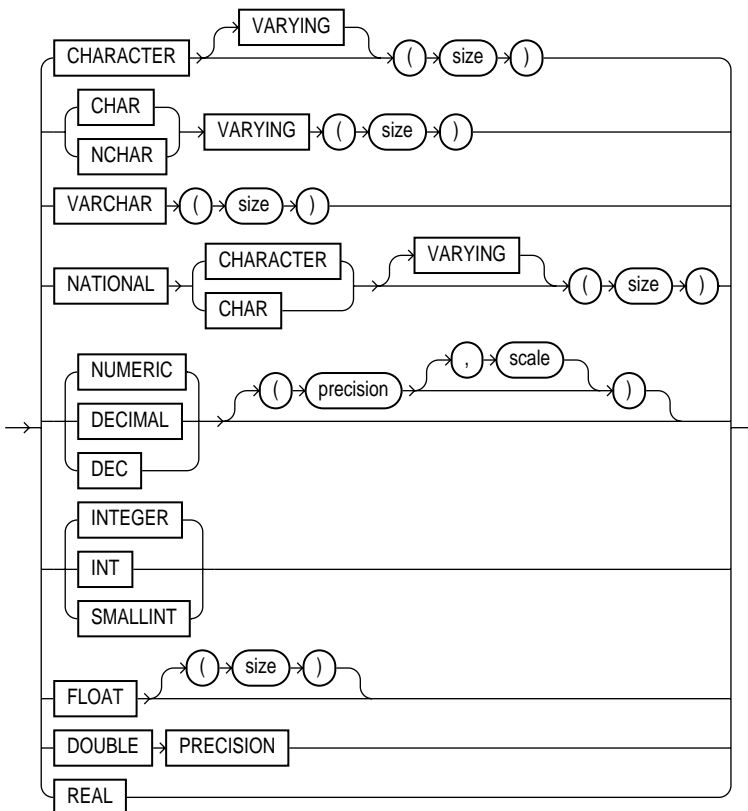 VARYING
CHARACTER ( size )
CHAR
VARYING ( size )
NCHAR
VARCHAR ( size )
CHARACTER VARYING
NATIONAL ( size )
CHAR
NUMERIC , scale
( precision )
DECIMAL
DEC
INTEGER
INT
SMALLINT
( size )
FLOAT
DOUBLE PRECISION
REAL